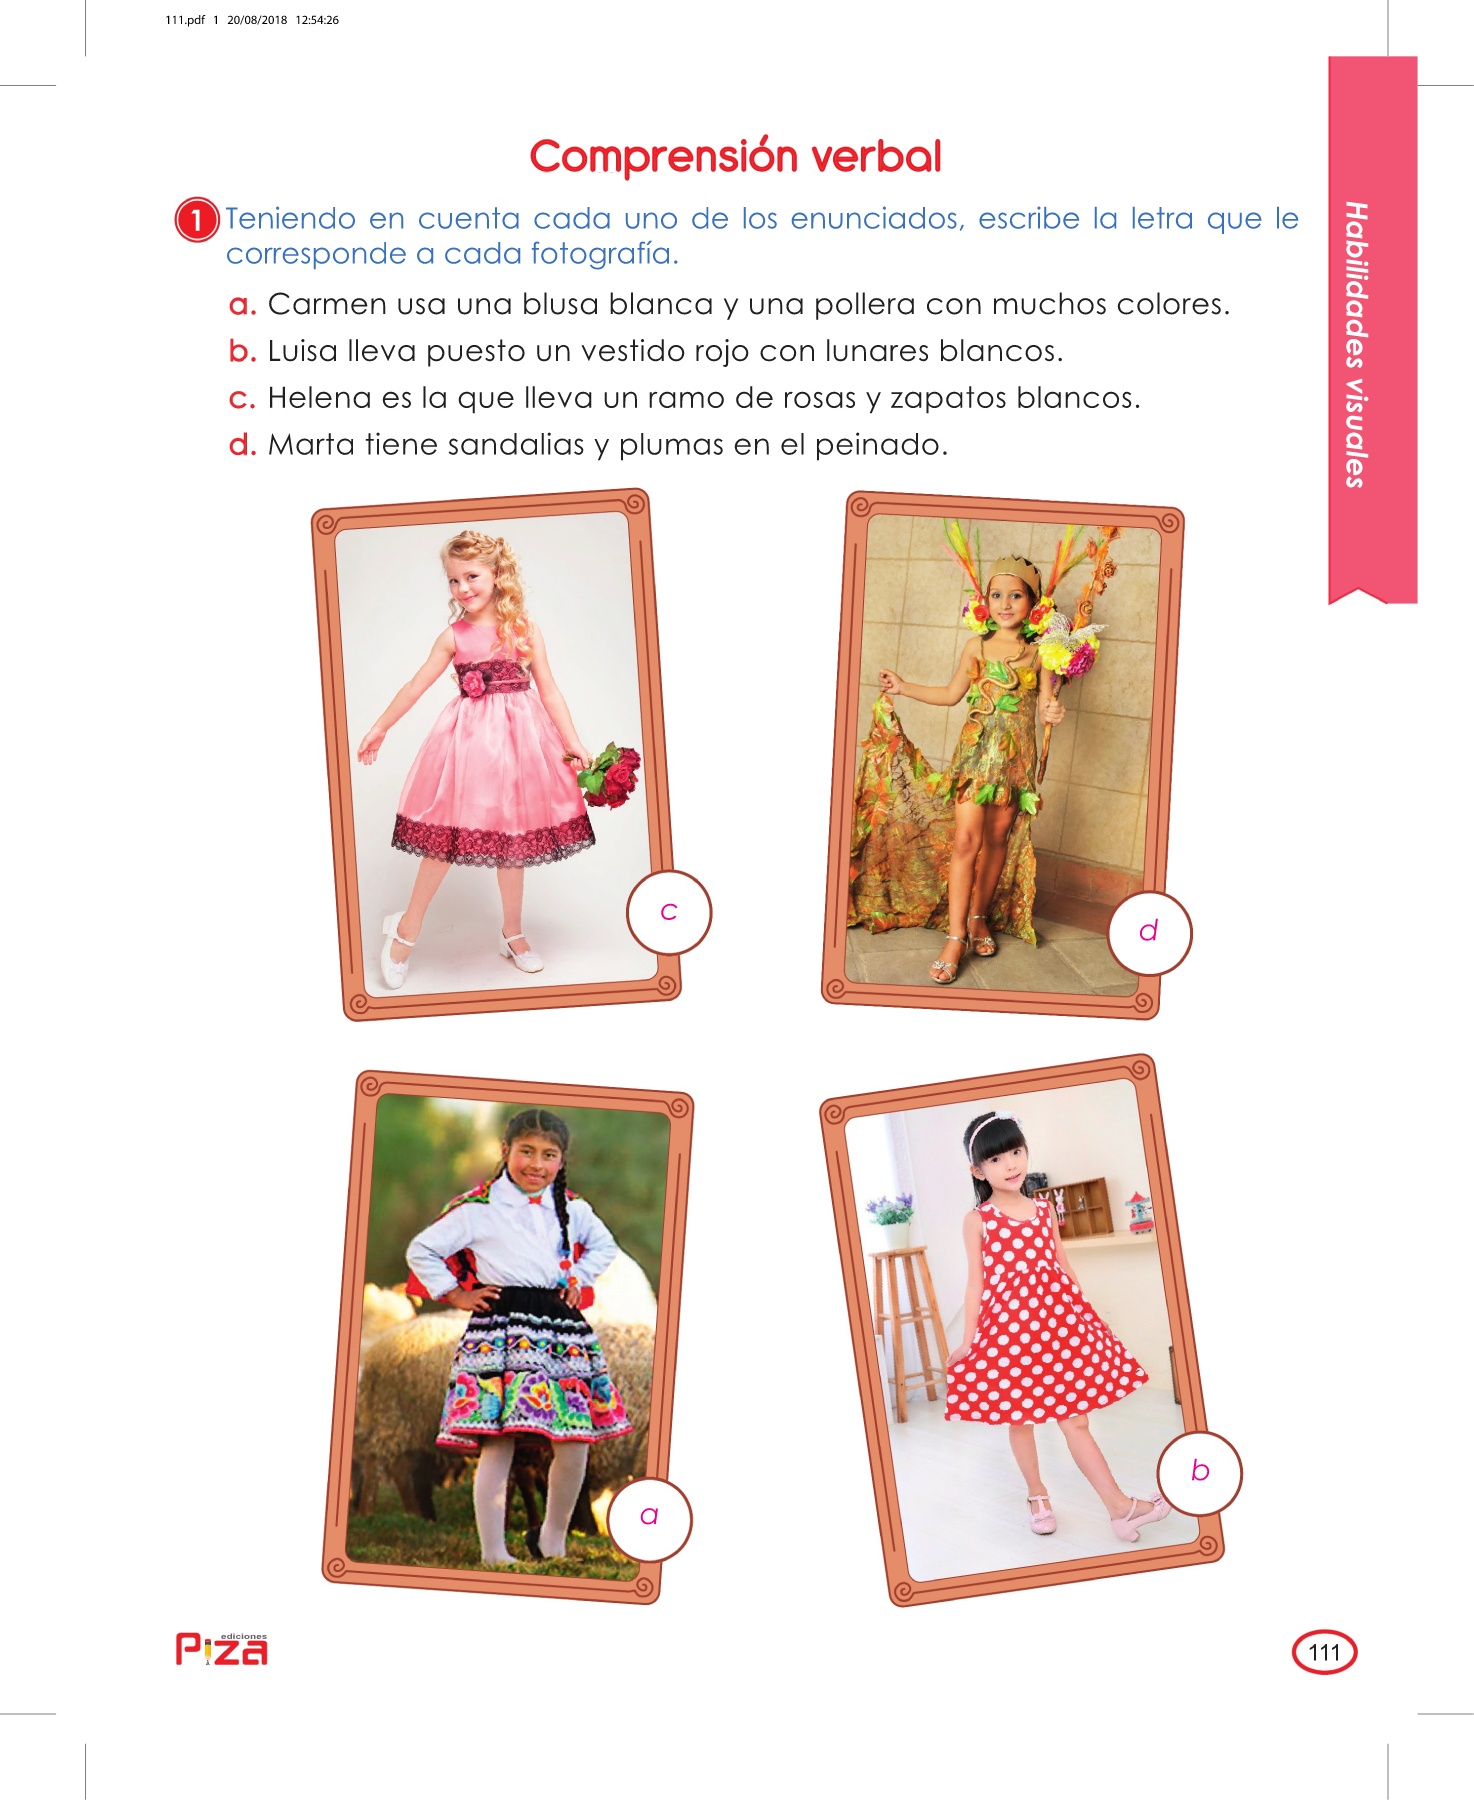 111.pdf 1 20/08/2018 12:54:26
Comprensión verbal
1 Teniendo en cuenta cada uno de los enunciados, escribe la letra que le
corresponde a cada fotografía.
a. Carmen usa una blusa blanca y una pollera con muchos colores.
b. Luisa lleva puesto un vestido rojo con lunares blancos.
c. Helena es la que lleva un ramo de rosas y zapatos blancos.
d. Marta tiene sandalias y plumas en el peinado.
Habilidades visuales
c
d
a
b
ediciones
Piza
111